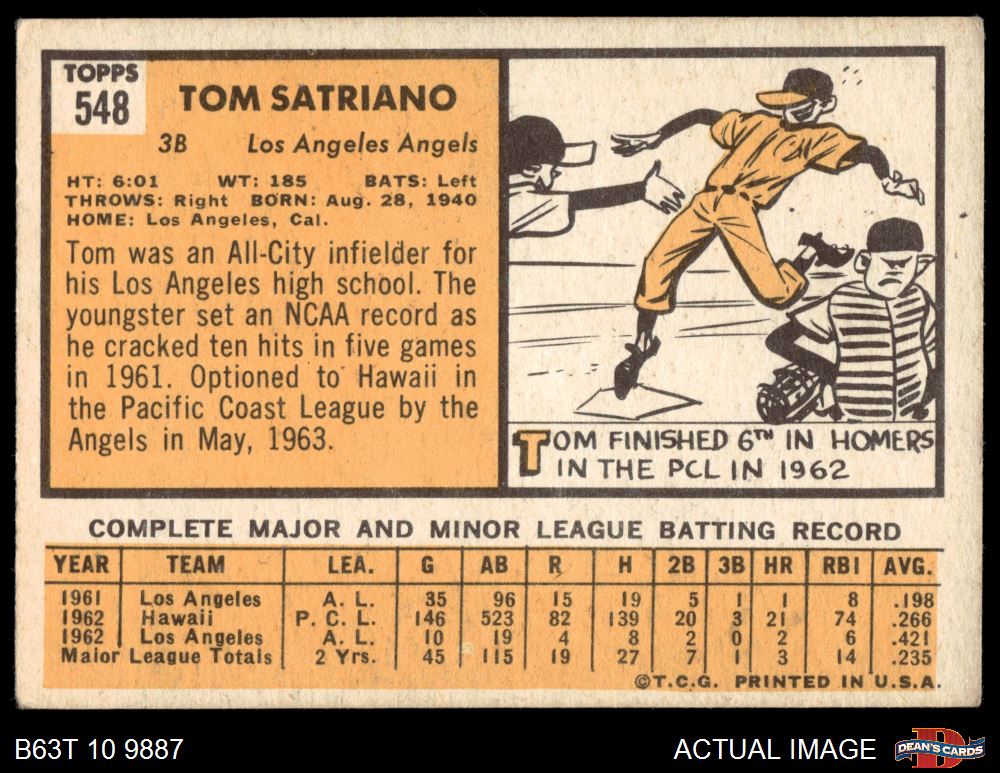 TOPPS
548
TOM SATRIANO
3B Los Angeles Angels
HT: 6:01 WT: 185 BATS: Left
THROWS: Right BORN: Aug. 28, 1940
HOME: Los Angeles, Cal.
Tom was an All-City infielder for
his Los Angeles high school. The
youngster set an NCAA record as
he cracked ten hits in five games
in 1961. Optioned to Hawaii in
the Pacific Coast League by the
Angels in May, 1963.
TOM FINISHED 6TH IN HOMERS
IN THE PCL IN 1962
COMPLETE MAJOR AND MINOR LEAGUE BATTING RECORD
YEAR TEAM LEA. G AB R H 2B 3B HR RBI AVG.
1961 Los Angeles A. L. 35 96 15 19 5 1 1 8 .198
1962 Hawaii P. C. L. 146 523 82 139 20 3 21 74 .266
1962 Los Angeles A. L. 10 19 4 8 2 0 2 6 .421
Major League Totals 2 Yrs. 45 115 19 27 7 1 3 14 .235
©T.C.G. PRINTED IN U.S.A.
B63T 10 9887
ACTUAL IMAGE
D
DEAN'S CARDS